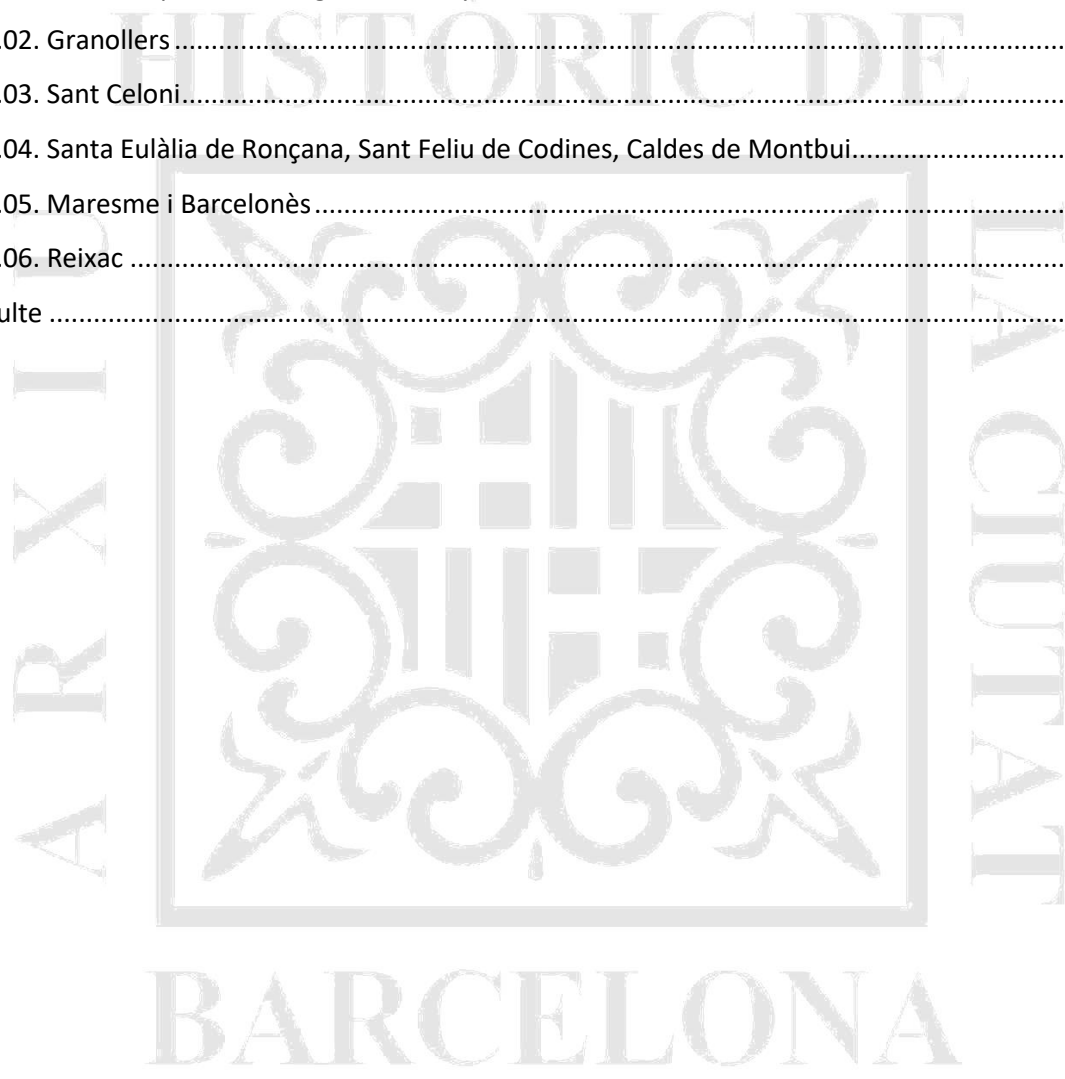 HISTÒRIC DE
.02. Granollers
.03. Sant Celoni
.04. Santa Eulàlia de Ronçana, Sant Feliu de Codines, Caldes de Montbui
.05. Maresme i Barcelonès
.06. Reixac
ulte
ARXIU
LA CIUTAT
BARCELONA